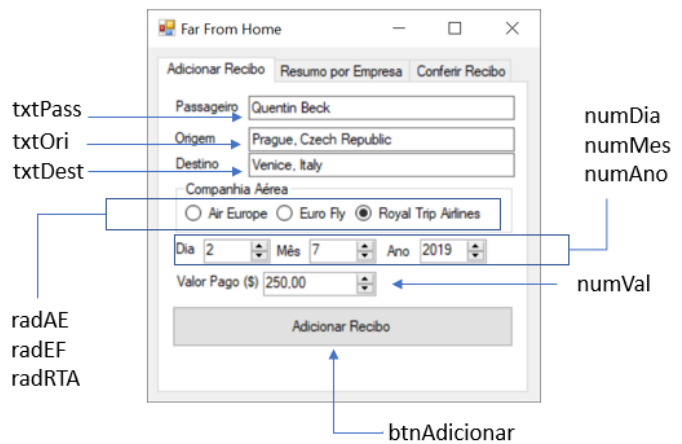 Far From Home
Adicionar Recibo Resumo por Empresa Conferir Recibo
txtPass
Passageiro Quentin Beck
txtOri
Origem Prague, Czech Republic
txtDest
Destino Venice, Italy
numDia
numMes
numAno
Companhia Aérea
Air Europe Euro Fly Royal Trip Airlines
Dia 2 Mês 7 Ano 2019
Valor Pago ($) 250,00
numVal
radAE
radEF
radRTA
Adicionar Recibo
btnAdicionar